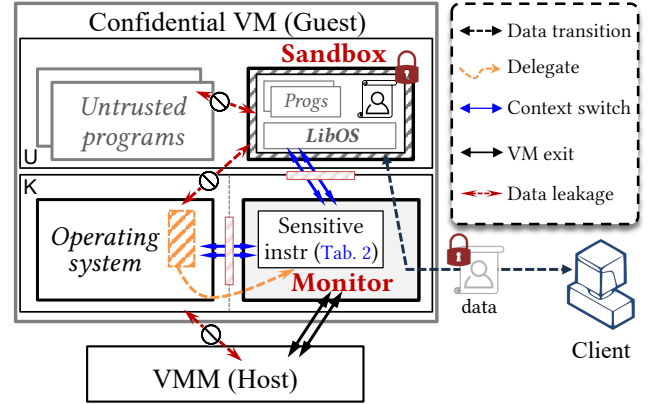 Confidential VM (Guest)
Sandbox
Untrusted
programs
Progs
LibOS
U
K
Operating
system
Sensitive
instr (Tab. 2)
Monitor
VMM (Host)
Data transition
Delegate
Context switch
VM exit
Data leakage
data
Client